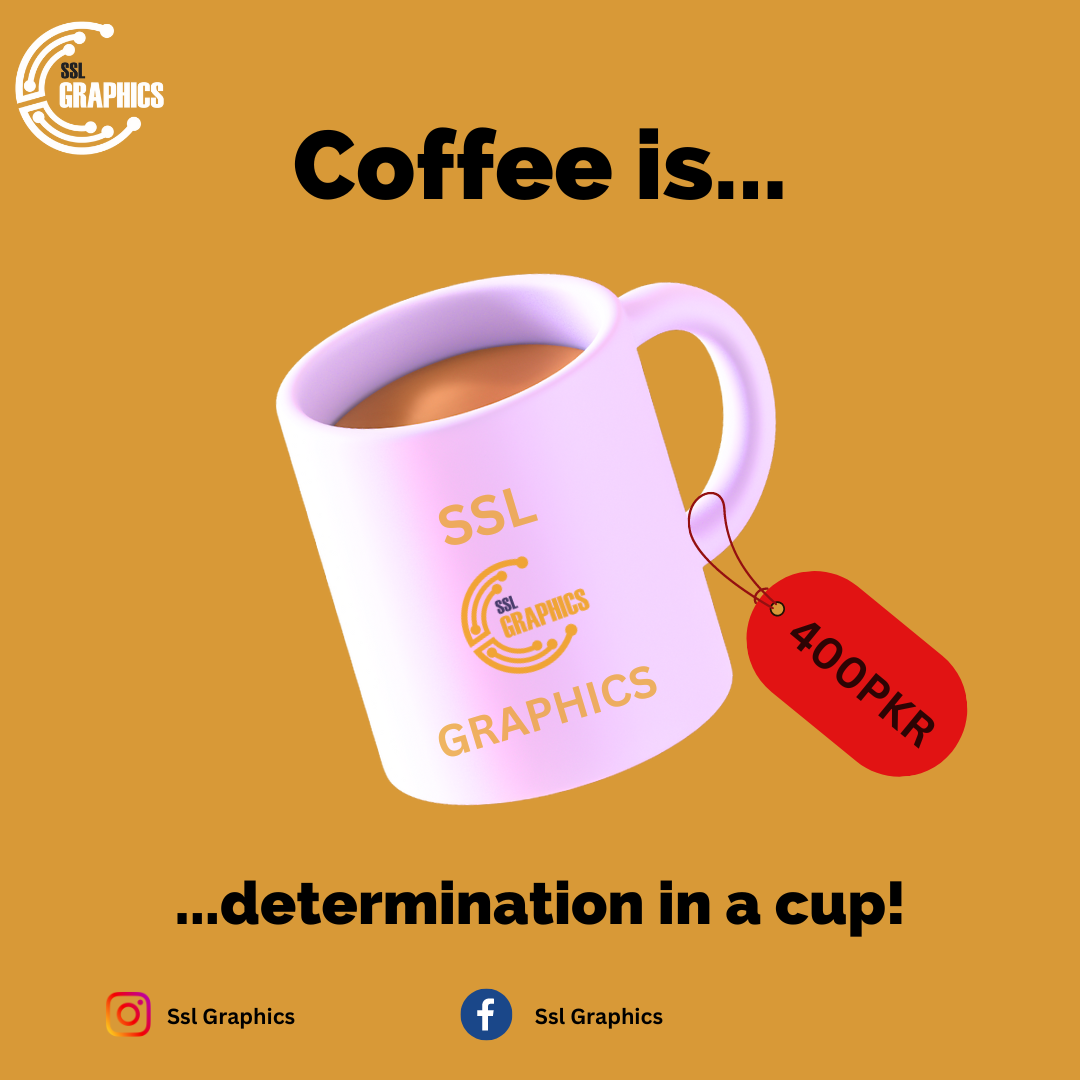 SSL
GRAPHICS
Coffee is...
SSL
SSL
GRAPHICS
GRAPHICS
400PKR
...determination in a cup!
Ssl Graphics
Ssl Graphics